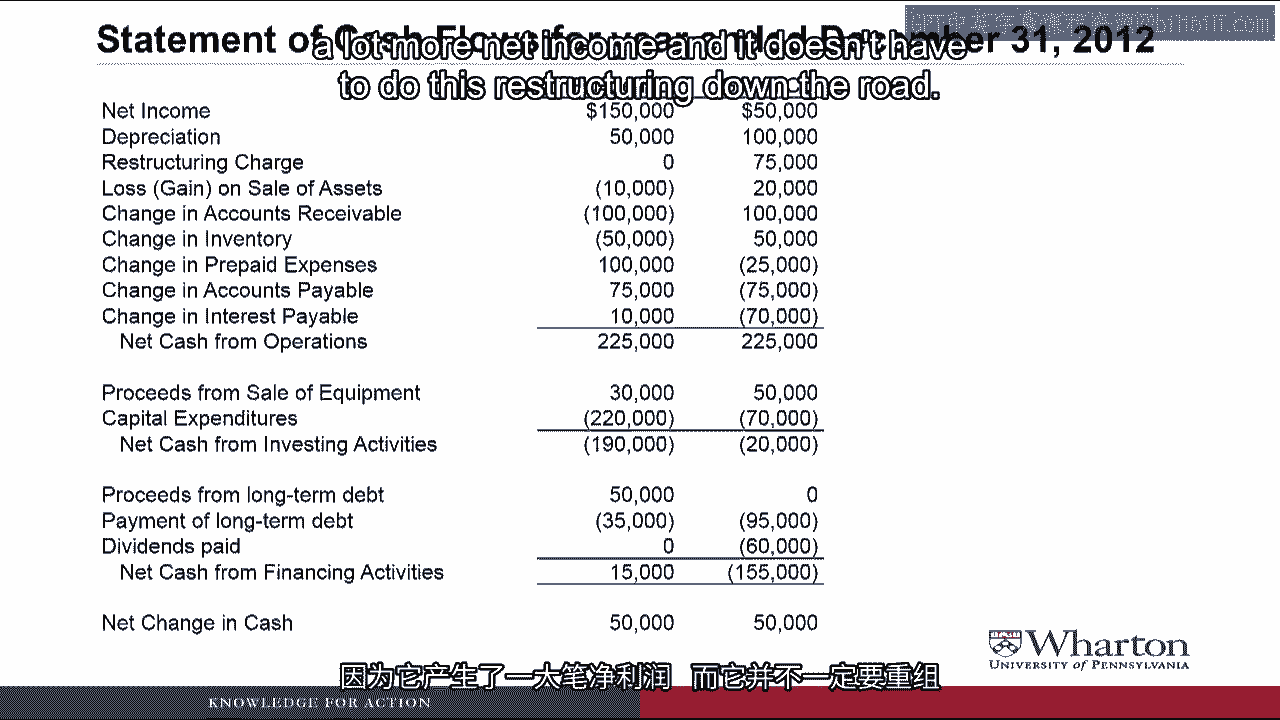 Statement of Cash Flows for year ended December 31, 2012
a lot more net income and it doesn't have
to do this restructuring down the road.
Net Income $150,000 $50,000
Depreciation 50,000 100,000
Restructuring Charge 0 75,000
Loss (Gain) on Sale of Assets (10,000) 20,000
Change in Accounts Receivable (100,000) 100,000
Change in Inventory (50,000) 50,000
Change in Prepaid Expenses 100,000 (25,000)
Change in Accounts Payable 75,000 (75,000)
Change in Interest Payable 10,000 (70,000)
Net Cash from Operations 225,000 225,000
Proceeds from Sale of Equipment 30,000 50,000
Capital Expenditures (220,000) (70,000)
Net Cash from Investing Activities (190,000) (20,000)
Proceeds from long-term debt 50,000 0
Payment of long-term debt (35,000) (95,000)
Dividends paid 0 (60,000)
Net Cash from Financing Activities 15,000 (155,000)
Net Change in Cash 50,000 50,000
Wharton
UNIVERSITY of PENNSYLVANIA
因为它产生了一大笔净利润 而它并不一定要重组
KNOWLEDGE FOR ACTION